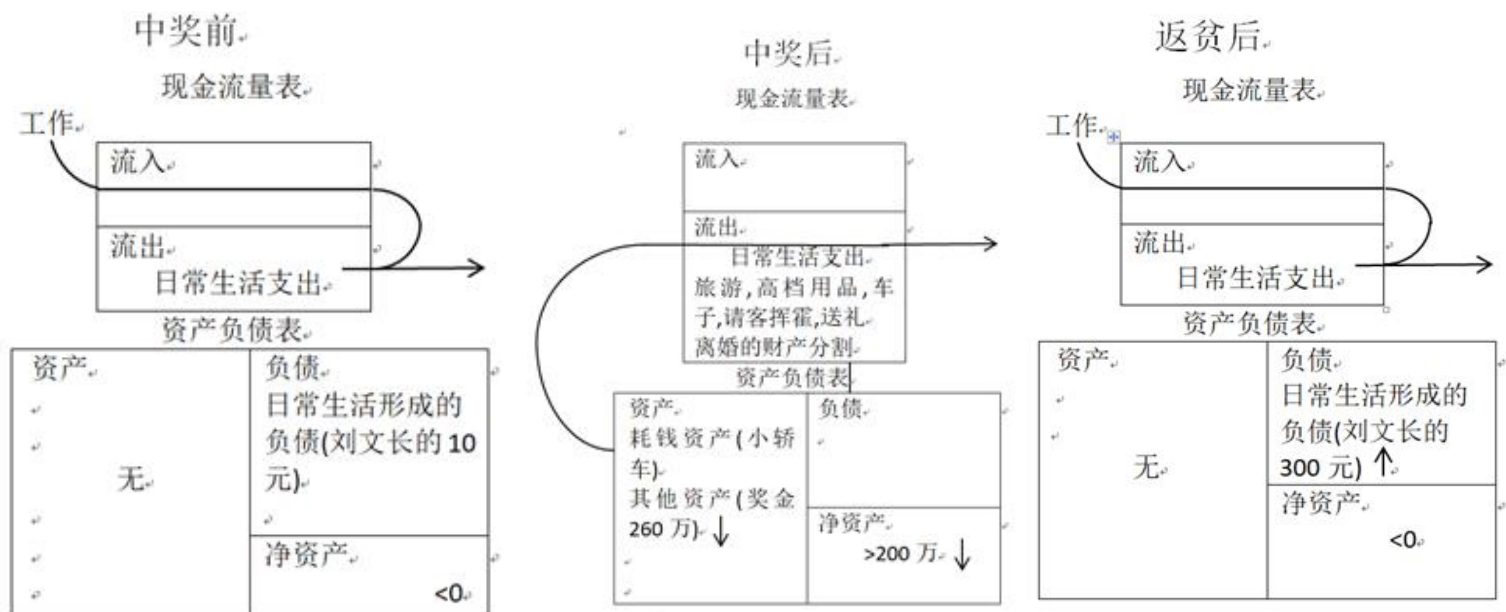 中奖前
现金流量表
工作
流入
流出
日常生活支出
资产负债表
资产
无
负债
日常生活形成的
负债(刘文长的10
元)
净资产
<0
中奖后
现金流量表
流入
流出
日常生活支出
旅游,高档用品,车
子,请客挥霍,送礼
离婚的财产分割
资产负债表
资产
耗钱资产(小轿
车)
其他资产(奖金
260万)↓
负债
净资产
>200万↓
返贫后
现金流量表
工作
流入
流出
日常生活支出
资产负债表
资产
无
负债
日常生活形成的
负债(刘文长的
300元)↑
净资产
<0